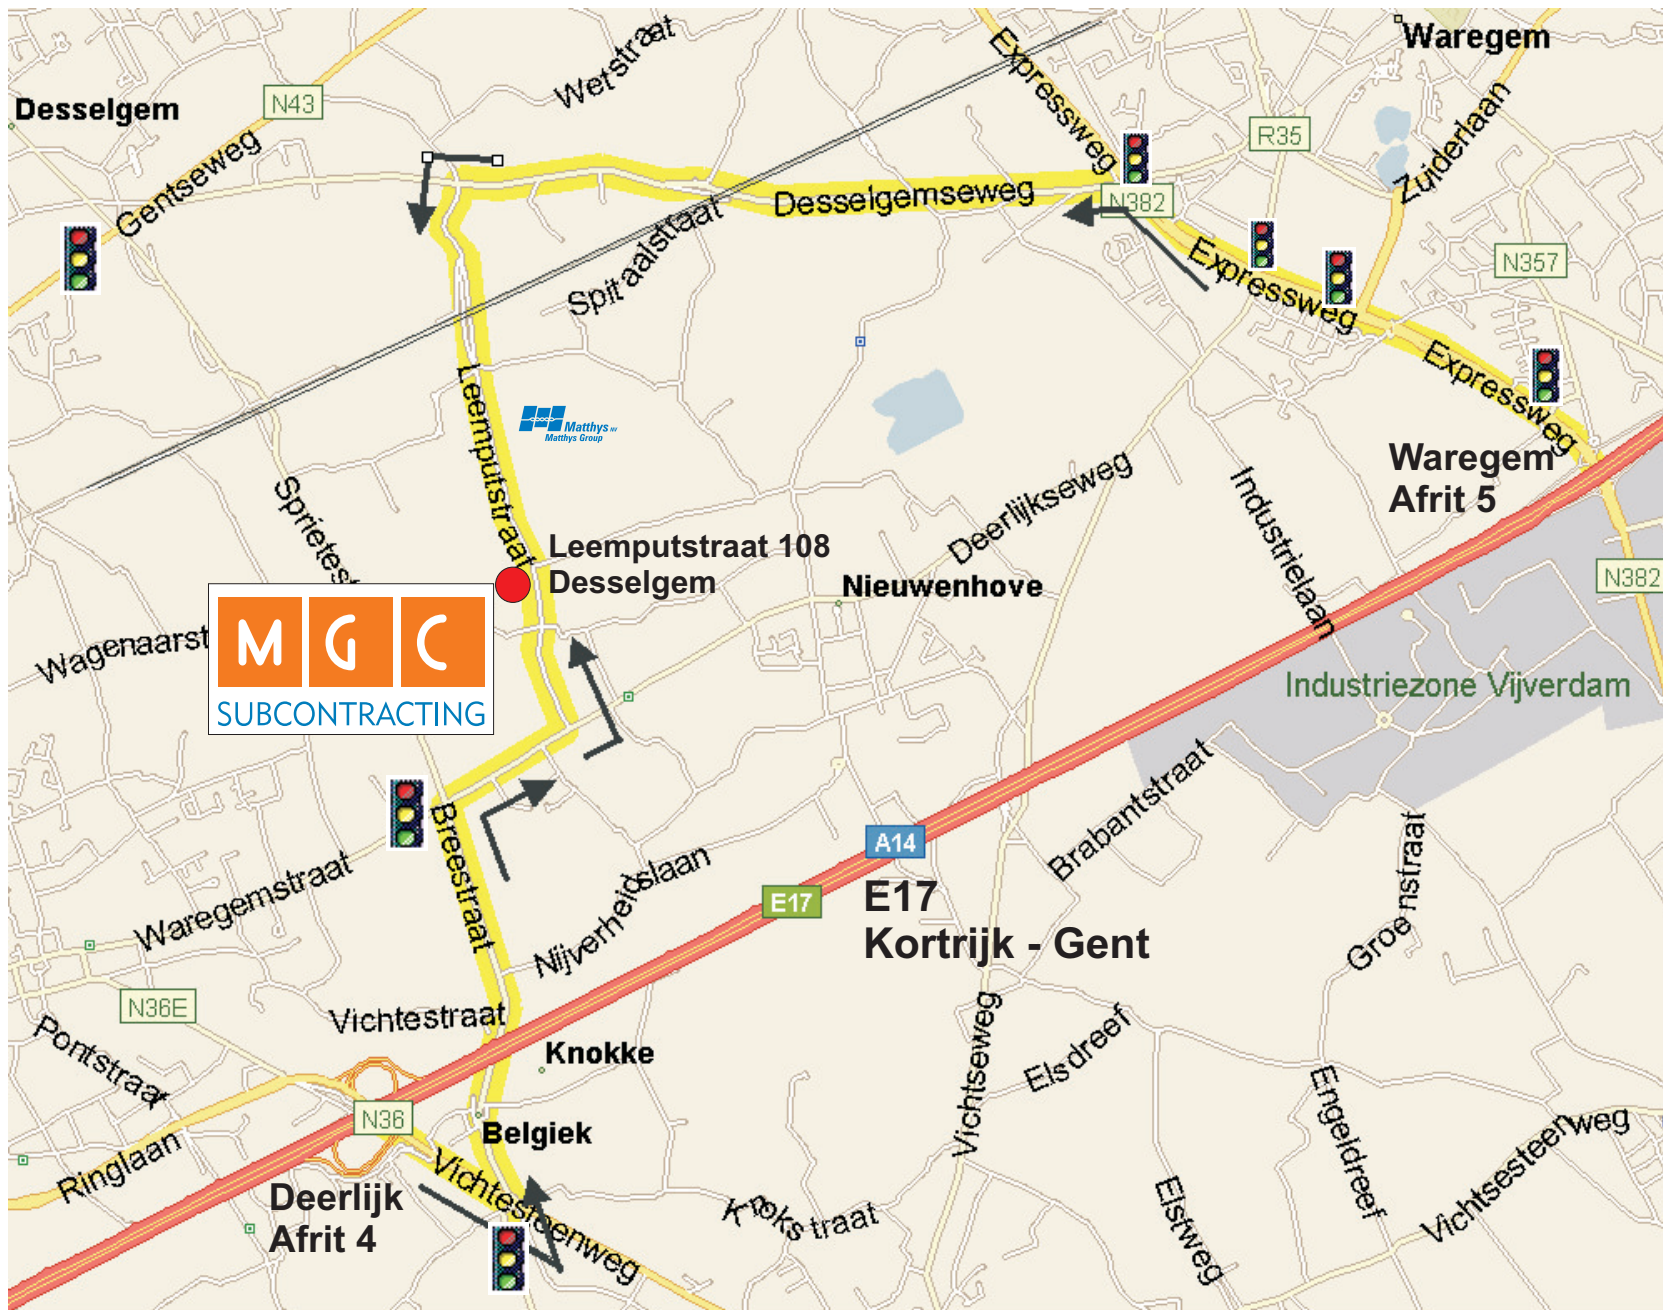 Waregem
Desselgem
N43
Wetstraat
Expressweg
R35
Zuiderlaan
Gentseweg
N382
Desselgemseweg
Spitaalstraat
Expressweg
N357
Expressweg
Leemputstraat
Matthys NV
Matthys Group
Waregem
Afrit 5
Deerlijkseweg
Industrielaan
Leemputstraat 108
Desselgem
Nieuwenhove
N382
Wagenaarst
M G C
SUBCONTRACTING
Industriezone Vijverdam
Brabantstraat
Breestraat
A14
Waregemstraat
Nijverheidslaan
E17
E17
Kortrijk - Gent
Groenstraat
N36E
Vichtestraat
Pontstraat
Knokke
Vichtseweg
Elsdreef
Engeldreef
N36
Belgiek
Ringlaan
Vichtesteenweg
Vichtsesteenweg
Deerlijk
Afrit 4
Knokstraat
Elstweg